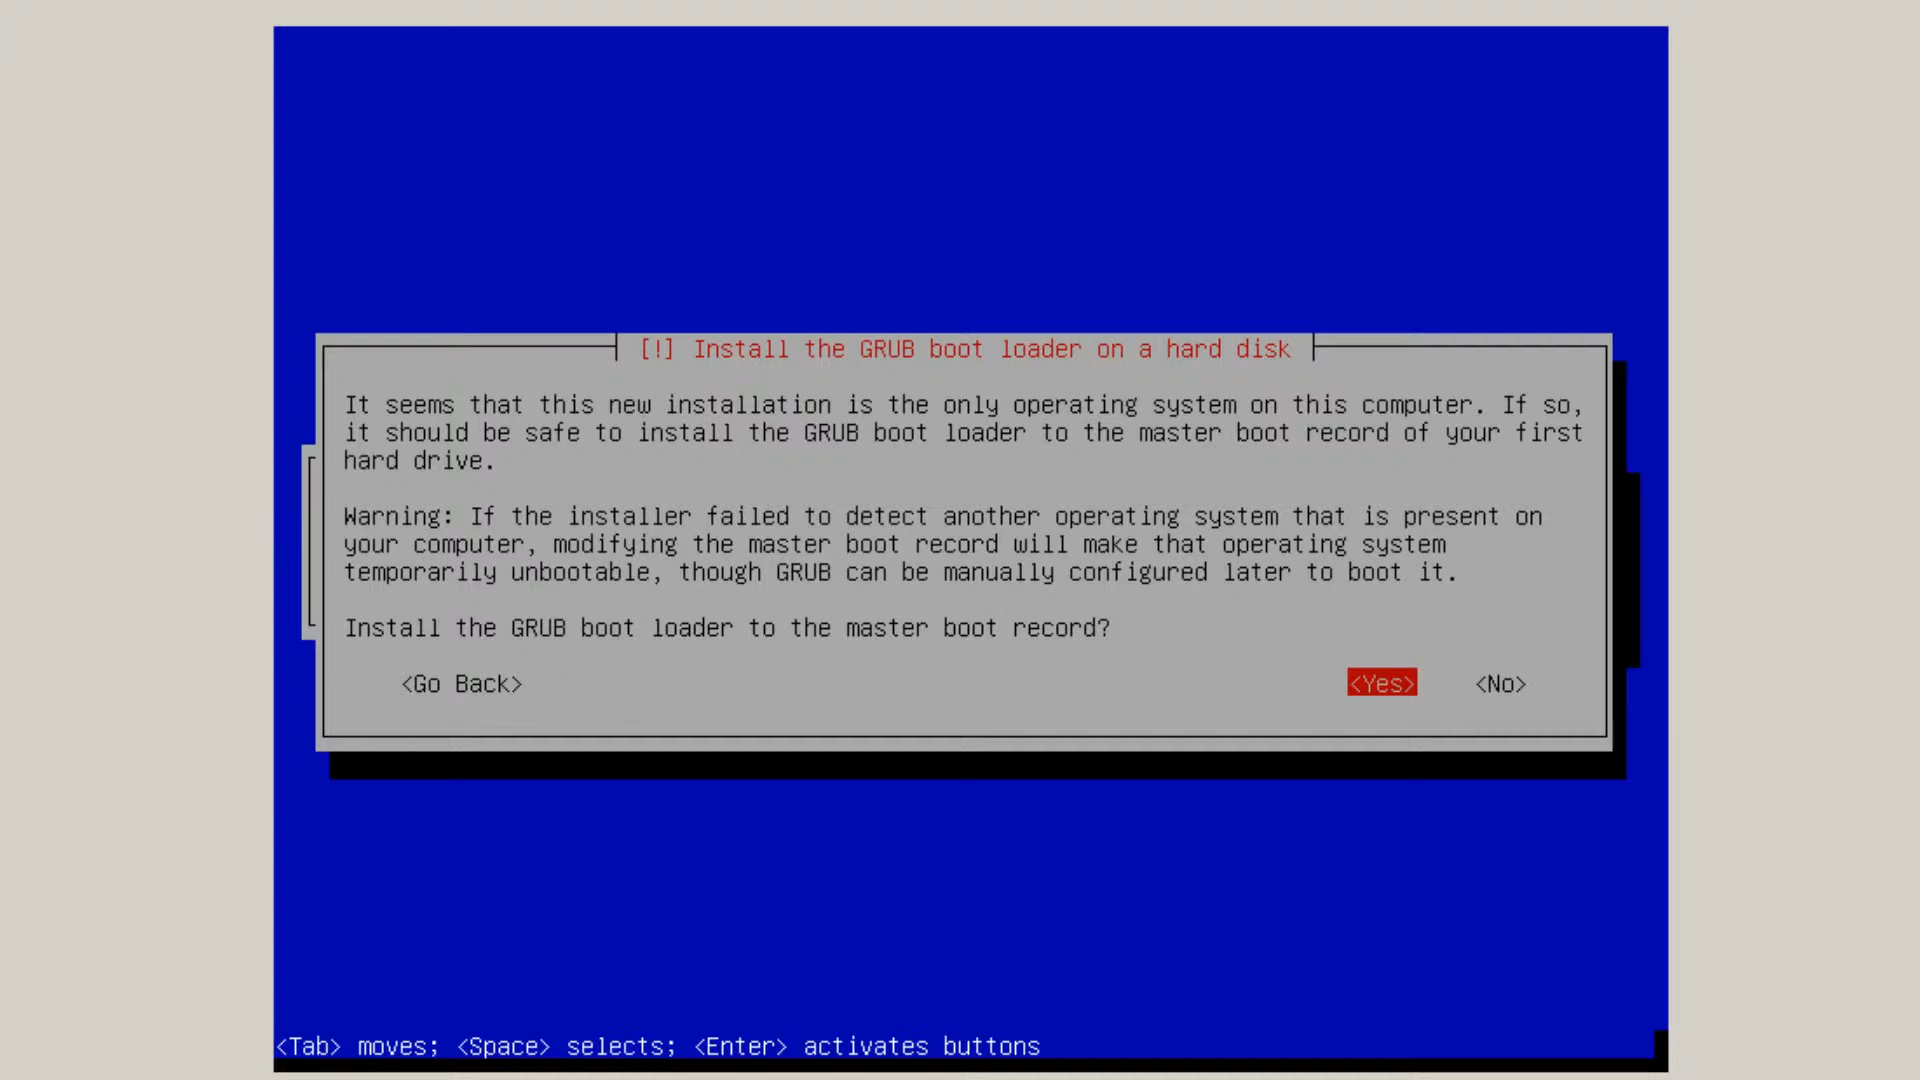 [!] Install the GRUB boot loader on a hard disk
It seems that this new installation is the only operating system on this computer. If so,
it should be safe to install the GRUB boot loader to the master boot record of your first
hard drive.
Warning: If the installer failed to detect another operating system that is present on
your computer, modifying the master boot record will make that operating system
temporarily unbootable, though GRUB can be manually configured later to boot it.
Install the GRUB boot loader to the master boot record?
<Go Back> <Yes> <No>
<Tab> moves; <Space> selects; <Enter> activates buttons